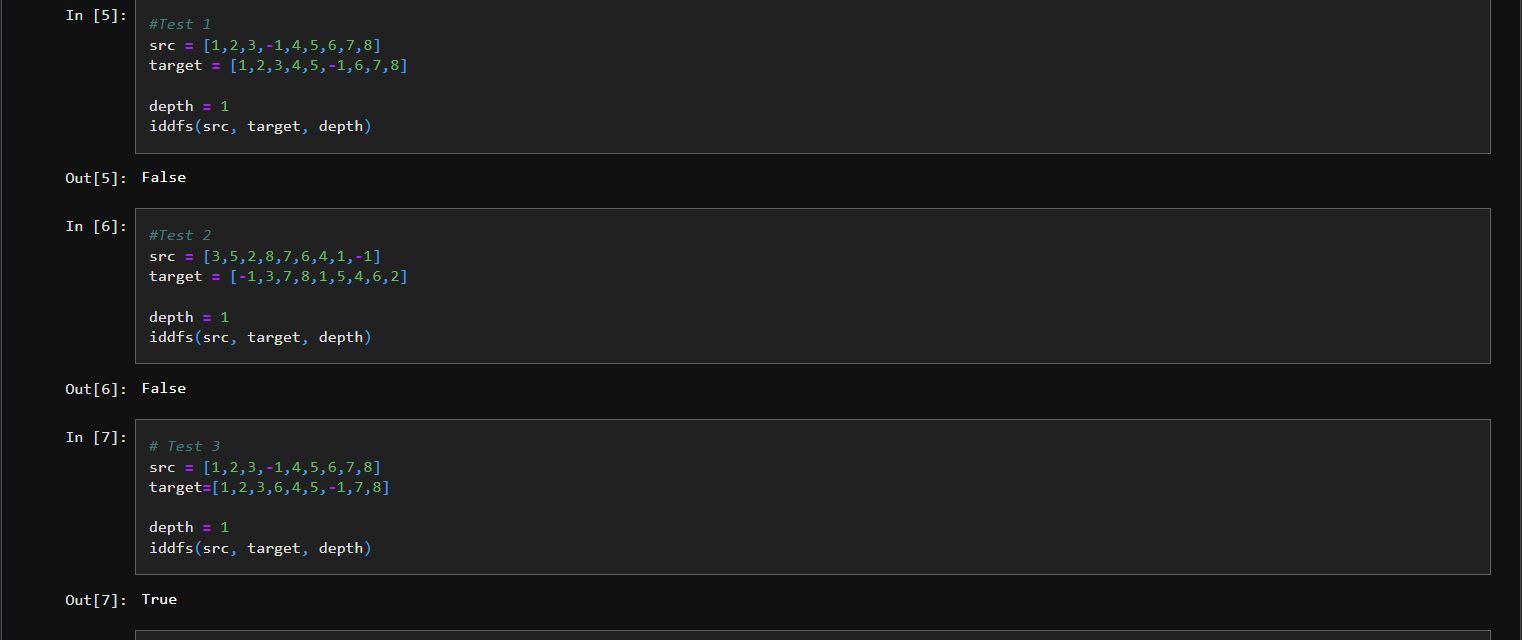 In [5]:
#Test 1
src = [1,2,3,-1,4,5,6,7,8]
target = [1,2,3,4,5,-1,6,7,8]
depth = 1
iddfs(src, target, depth)
Out[5]: False
In [6]:
#Test 2
src = [3,5,2,8,7,6,4,1,-1]
target = [-1,3,7,8,1,5,4,6,2]
depth = 1
iddfs(src, target, depth)
Out[6]: False
In [7]:
# Test 3
src = [1,2,3,-1,4,5,6,7,8]
target=[1,2,3,6,4,5,-1,7,8]
depth = 1
iddfs(src, target, depth)
Out[7]: True